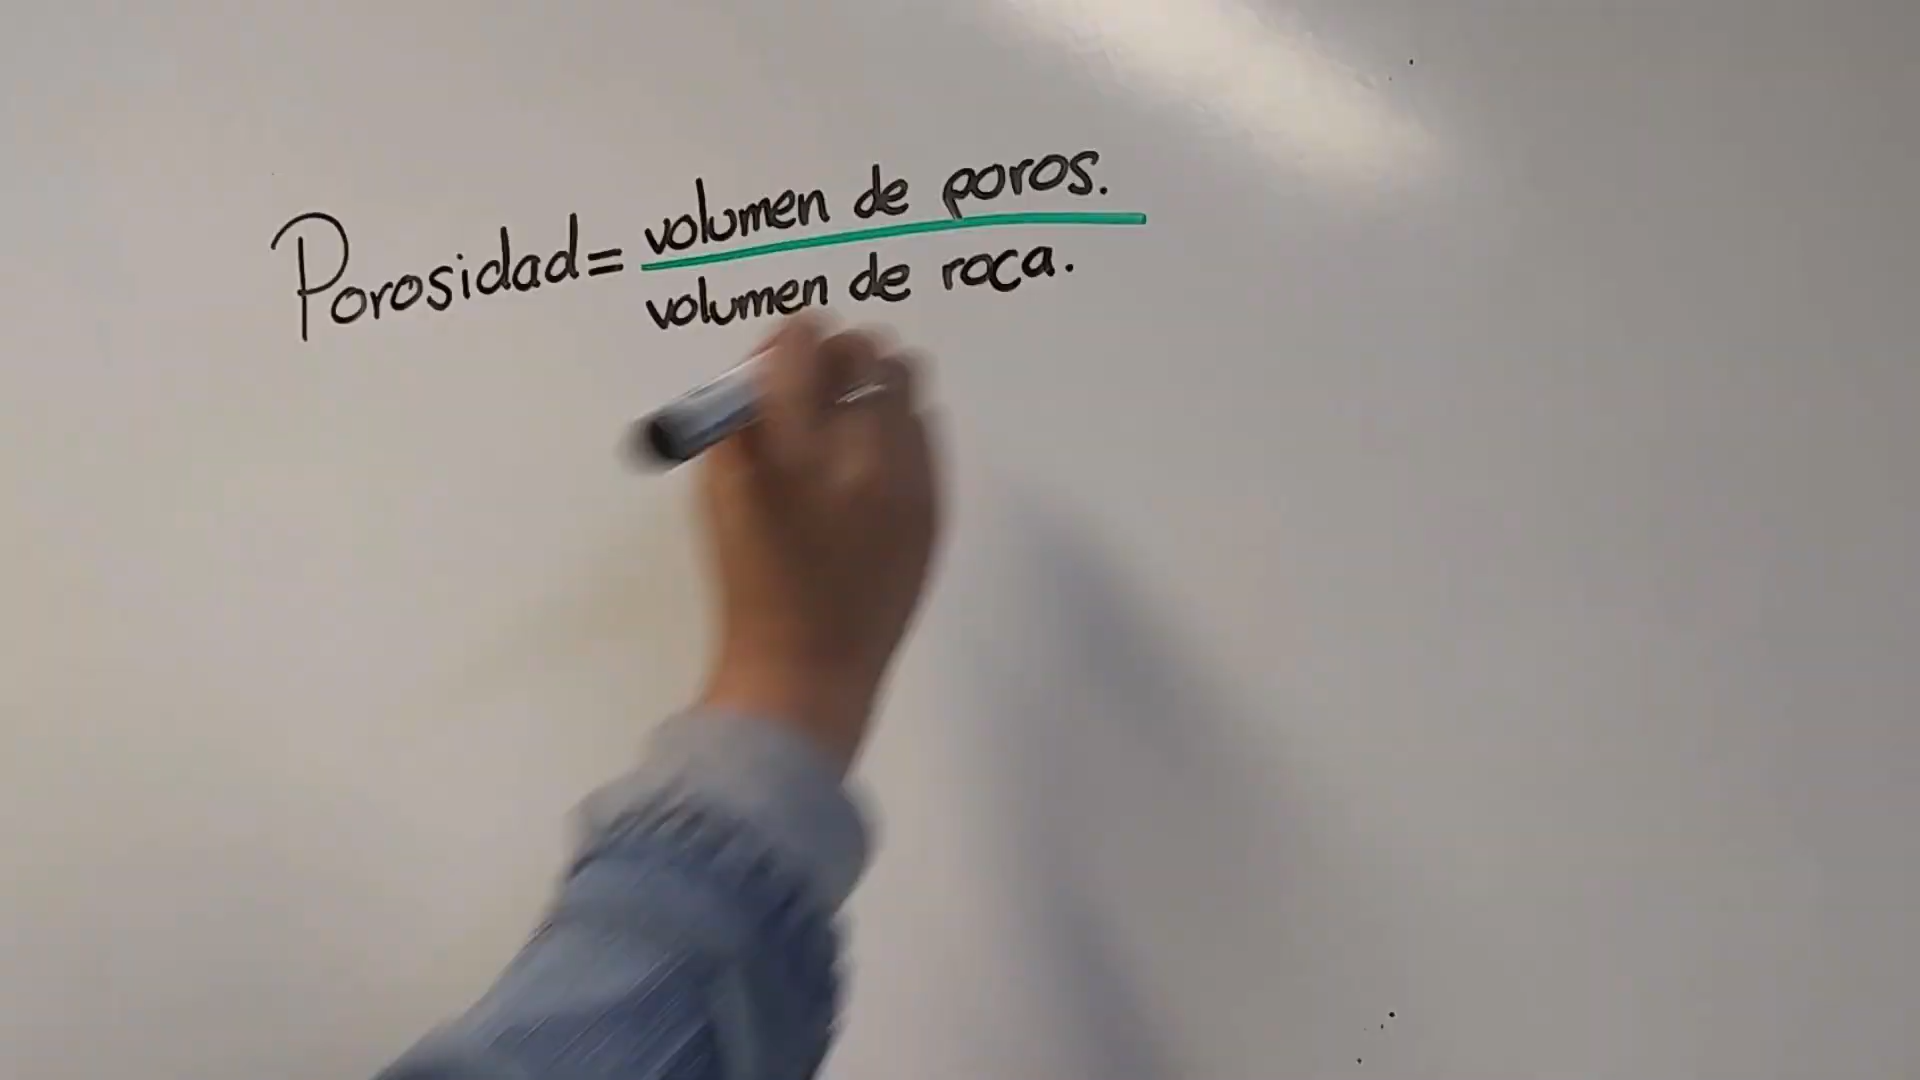 Porosidad= volumen de poros.
volumen de roca.